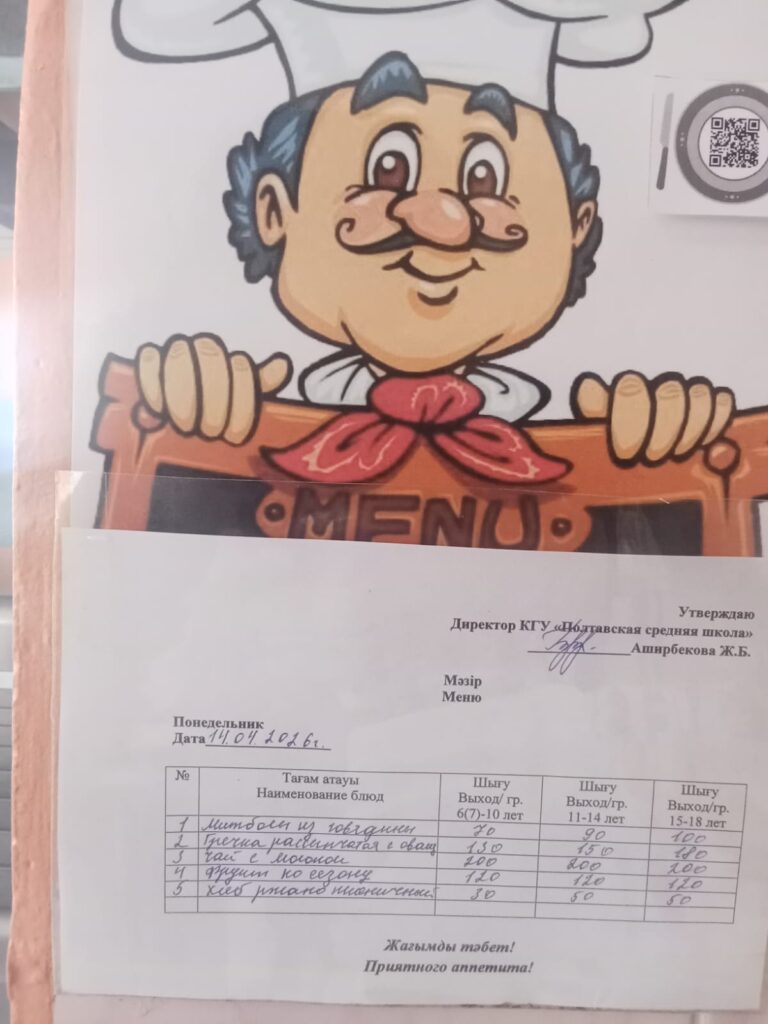 MENU
Утверждаю
Директор КГУ «Полтавская средняя школа»
Аширбекова Ж.Б.
Мәзір
Меню
Понедельник
Дата 14.04.2026г.
№ Тағам атауы Наименование блюд Шығу Выход/ гр. 6(7)-10 лет Шығу Выход/гр. 11-14 лет Шығу Выход/гр. 15-18 лет
1 Митболы из говядины 70 90 100
2 Гречка рассыпчатая с овощ 130 150 180
3 Чай с молоком 200 200 200
4 Фрукт по сезону 120 120 120
5 Хлеб ржано пшеничный 30 50 50
Жағымды тәбет!
Приятного аппетита!